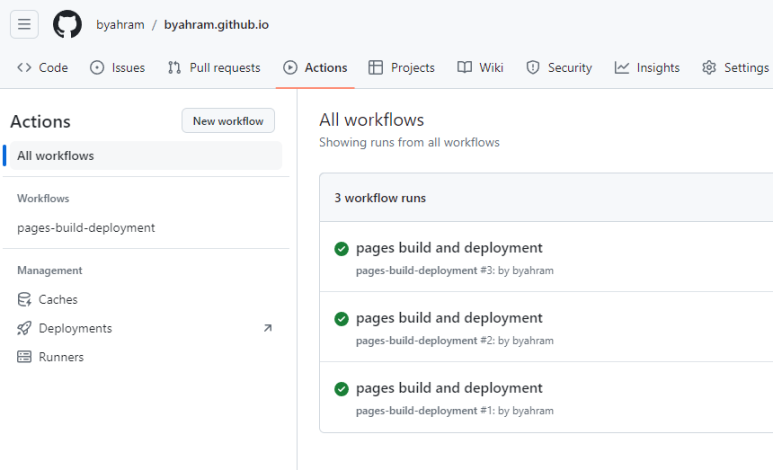 byahram / byahram.github.io
Code Issues Pull requests Actions Projects Wiki Security Insights Settings
Actions
New workflow
All workflows
Workflows
pages-build-deployment
Management
Caches
Deployments
Runners
All workflows
Showing runs from all workflows
3 workflow runs
pages build and deployment
pages-build-deployment #3: by byahram
pages build and deployment
pages-build-deployment #2: by byahram
pages build and deployment
pages-build-deployment #1: by byahram